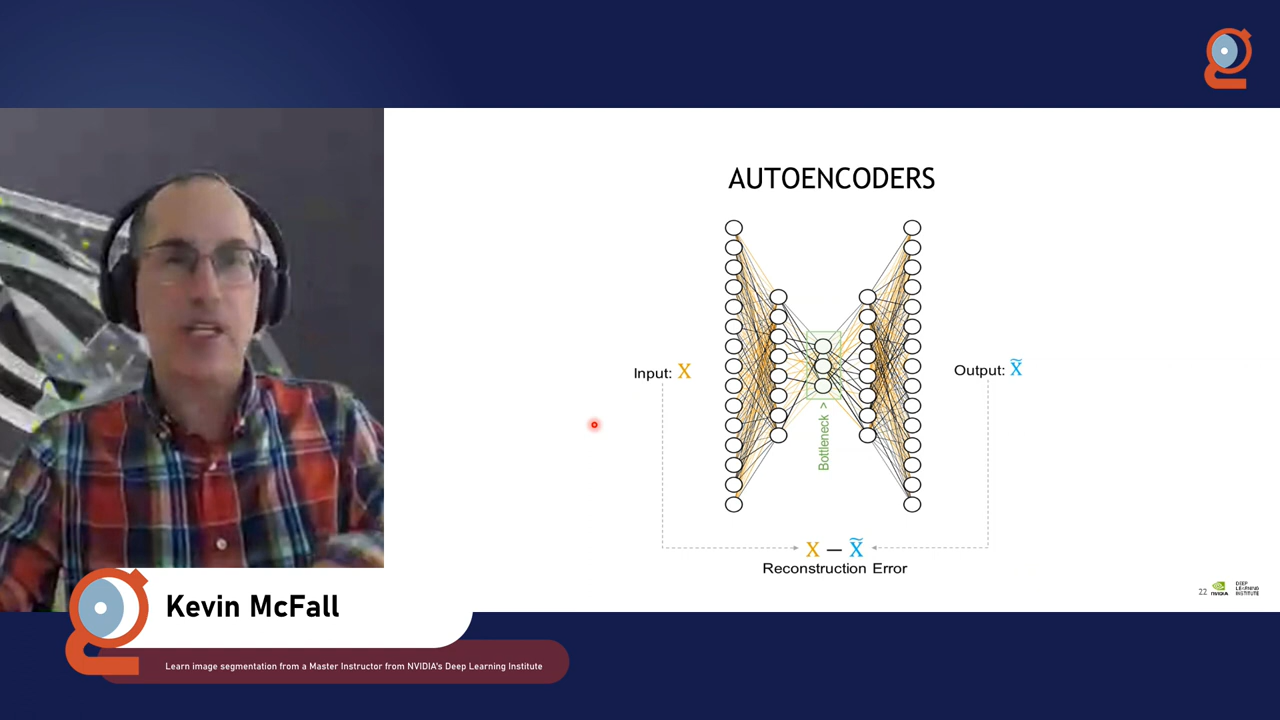 AUTOENCODERS
Input: X
Output: X̃
Bottleneck >
X — X̃
Reconstruction Error
22 NVIDIA DEEP LEARNING INSTITUTE
Kevin McFall
Learn image segmentation from a Master Instructor from NVIDIA's Deep Learning Institute